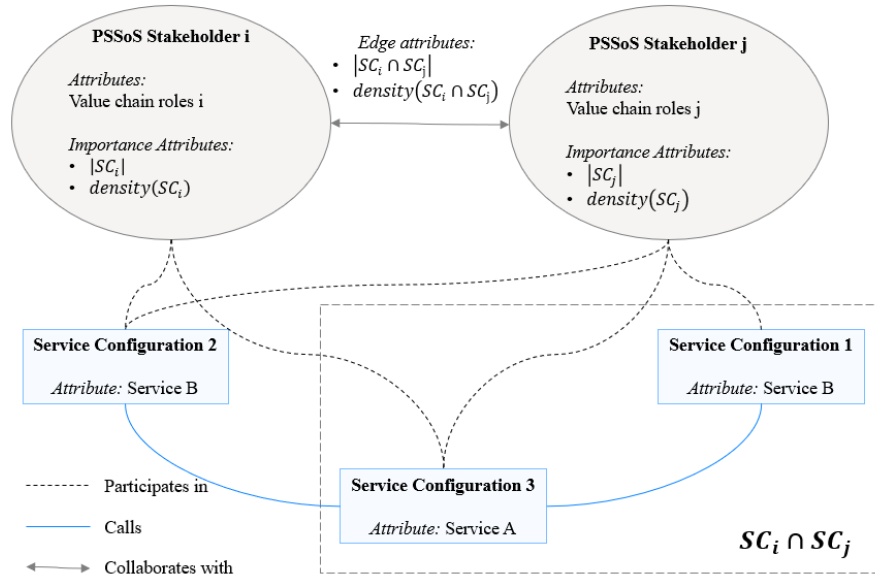 PSSoS Stakeholder i
Attributes:
Value chain roles i
Importance Attributes:
• |SC_i|
• density(SC_i)
Edge attributes:
• |SC_i ∩ SC_j|
• density(SC_i ∩ SC_j)
PSSoS Stakeholder j
Attributes:
Value chain roles j
Importance Attributes:
• |SC_j|
• density(SC_j)
Service Configuration 2
Attribute: Service B
Service Configuration 1
Attribute: Service B
Service Configuration 3
Attribute: Service A
SC_i ∩ SC_j
Participates in
Calls
Collaborates with